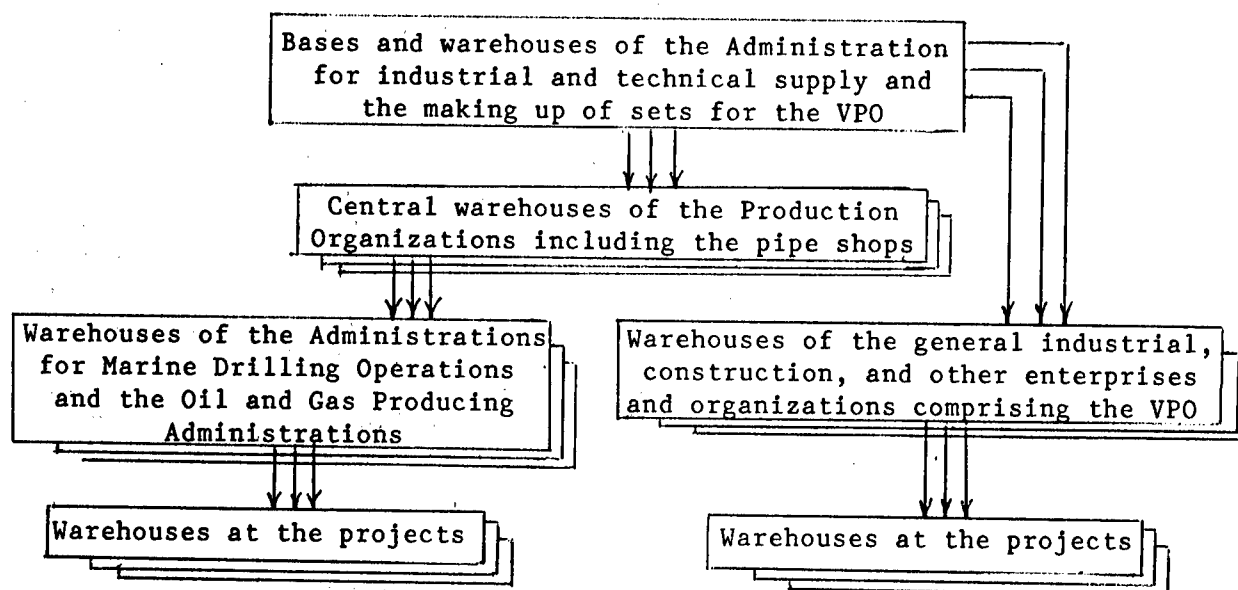 Bases and warehouses of the Administration
for industrial and technical supply and
the making up of sets for the VPO
Central warehouses of the Production
Organizations including the pipe shops
Warehouses of the Administrations
for Marine Drilling Operations
and the Oil and Gas Producing
Administrations
Warehouses of the general industrial,
construction, and other enterprises
and organizations comprising the VPO
Warehouses at the projects
Warehouses at the projects